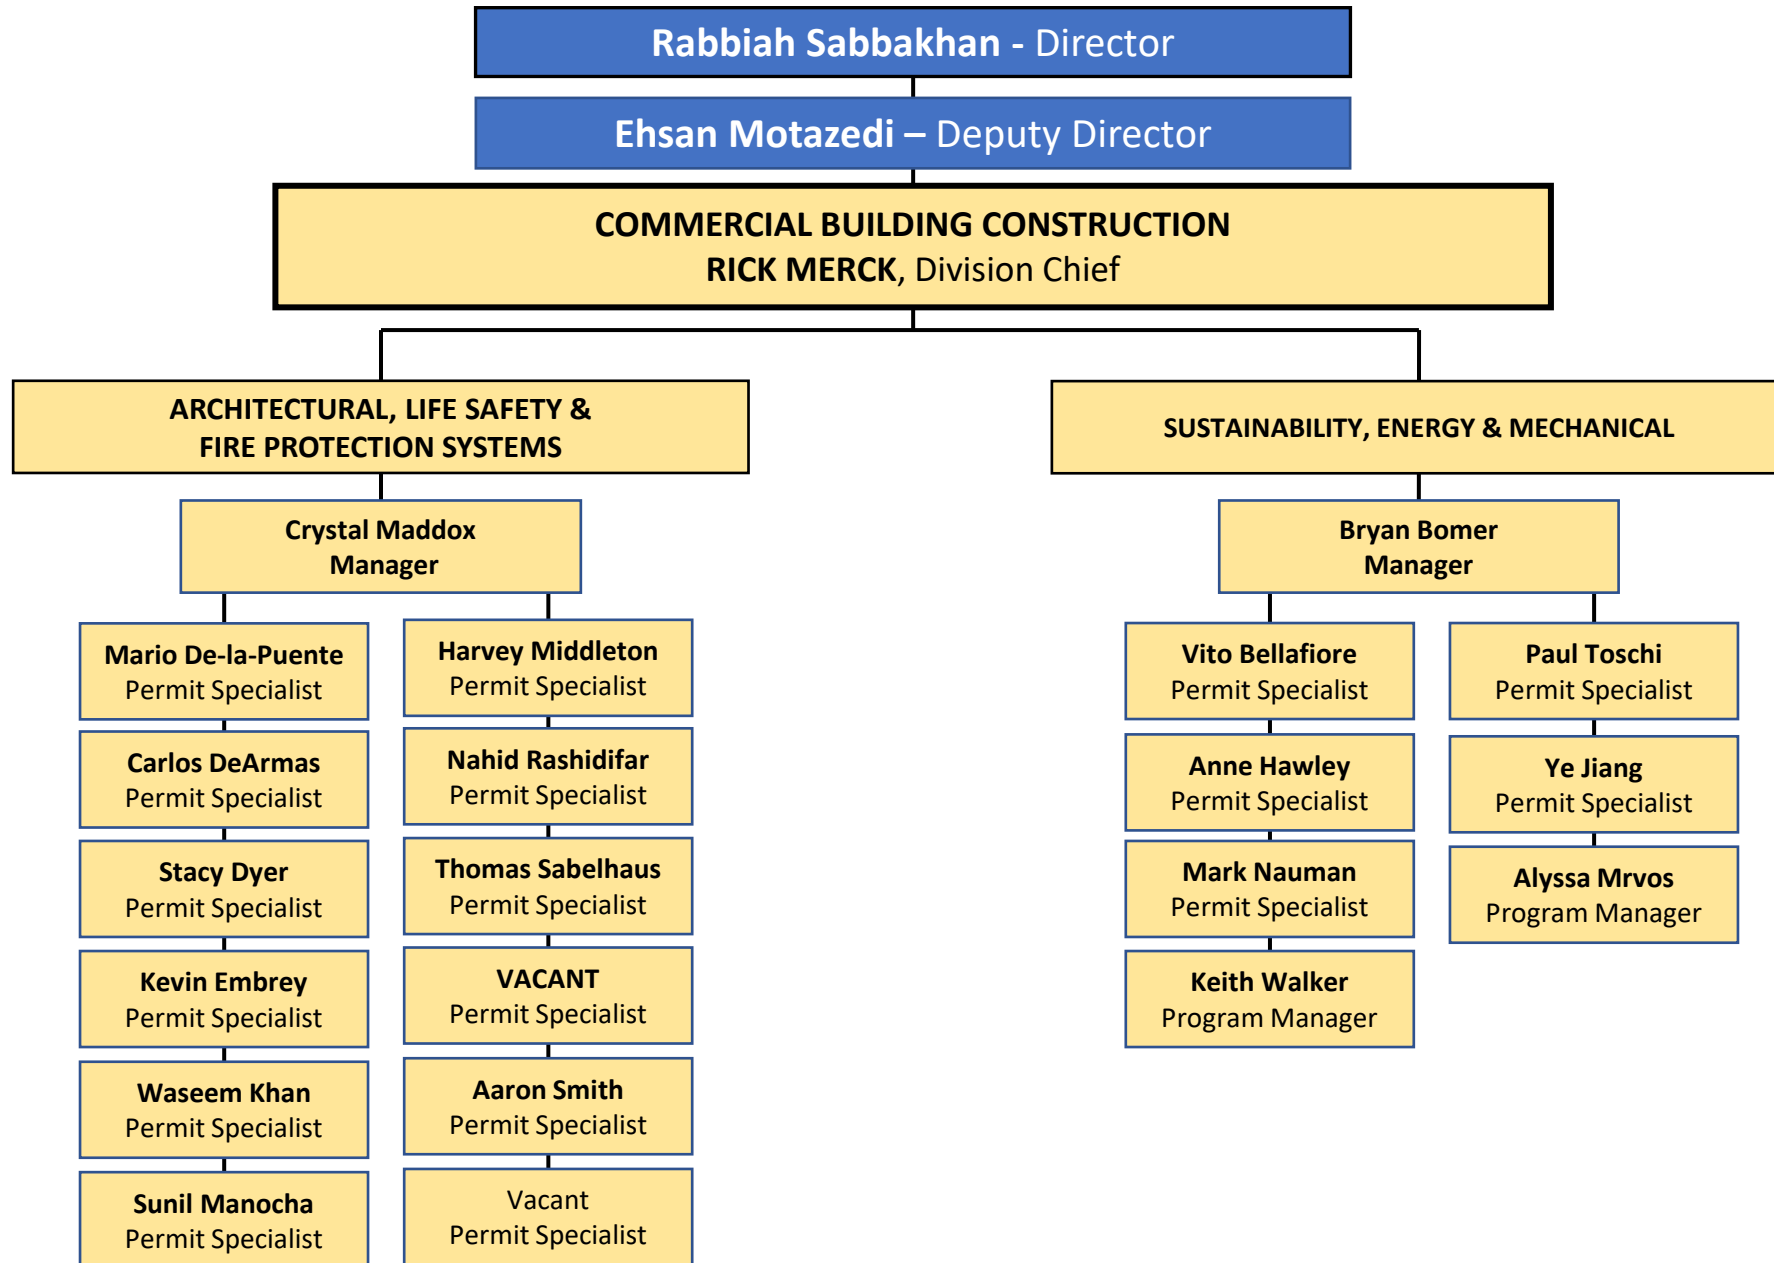 Rabbiah Sabbakhan - Director
Ehsan Motazedi – Deputy Director
COMMERCIAL BUILDING CONSTRUCTION
RICK MERCK, Division Chief
ARCHITECTURAL, LIFE SAFETY &
FIRE PROTECTION SYSTEMS
Crystal Maddox
Manager
Mario De-la-Puente
Permit Specialist
Carlos DeArmas
Permit Specialist
Stacy Dyer
Permit Specialist
Kevin Embrey
Permit Specialist
Waseem Khan
Permit Specialist
Sunil Manocha
Permit Specialist
Harvey Middleton
Permit Specialist
Nahid Rashidifar
Permit Specialist
Thomas Sabelhaus
Permit Specialist
VACANT
Permit Specialist
Aaron Smith
Permit Specialist
Vacant
Permit Specialist
SUSTAINABILITY, ENERGY & MECHANICAL
Bryan Bomer
Manager
Vito Bellafiore
Permit Specialist
Anne Hawley
Permit Specialist
Mark Nauman
Permit Specialist
Keith Walker
Program Manager
Paul Toschi
Permit Specialist
Ye Jiang
Permit Specialist
Alyssa Mrvos
Program Manager